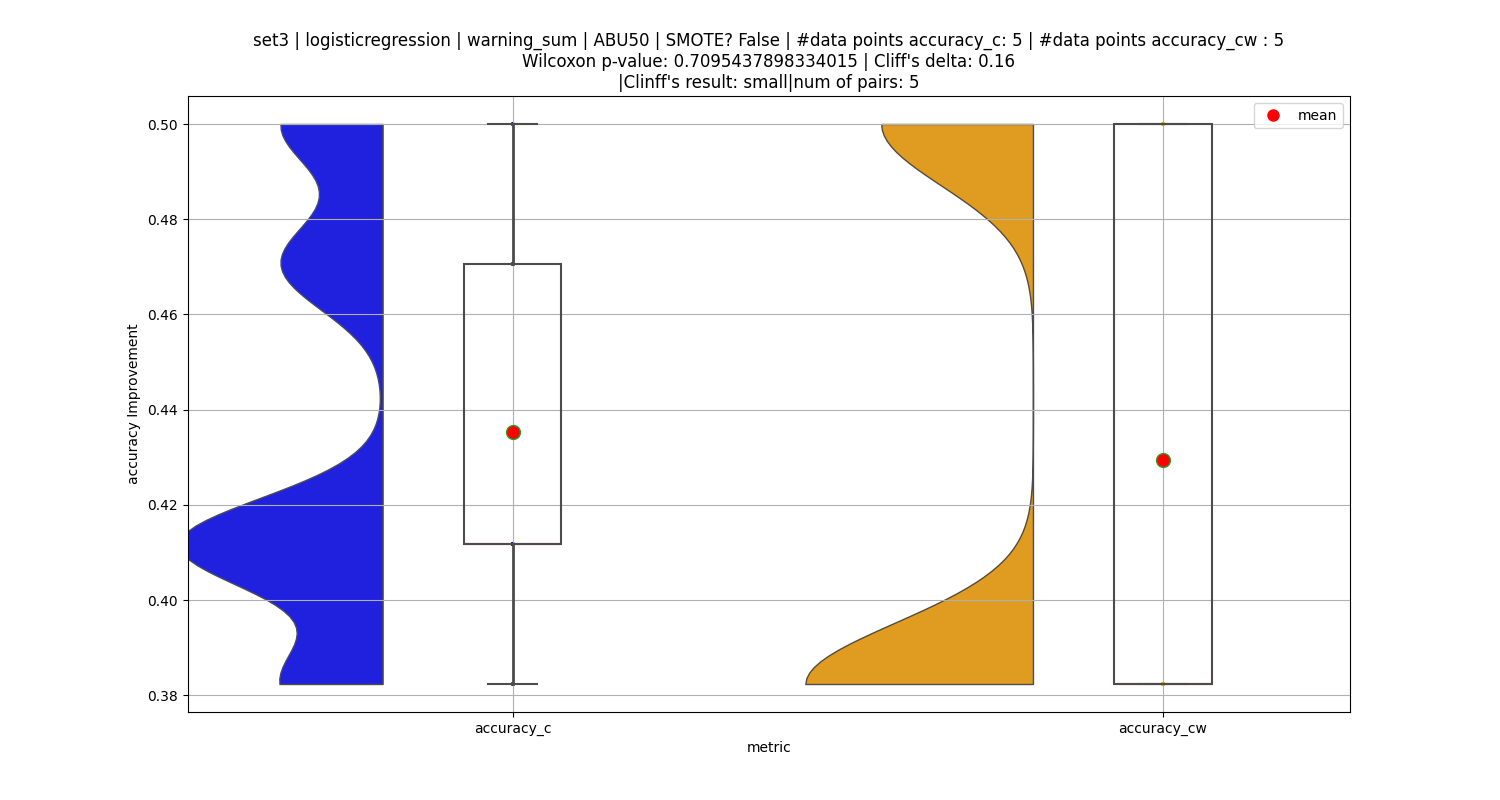 set3 | logisticregression | warning_sum | ABU50 | SMOTE? False | #data points accuracy_c: 5 | #data points accuracy_cw : 5
Wilcoxon p-value: 0.7095437898334015 | Cliff's delta: 0.16
|Clinff's result: small|num of pairs: 5
mean
0.50
0.48
0.46
0.44
0.42
0.40
0.38
accuracy Improvement
accuracy_c
accuracy_cw
metric